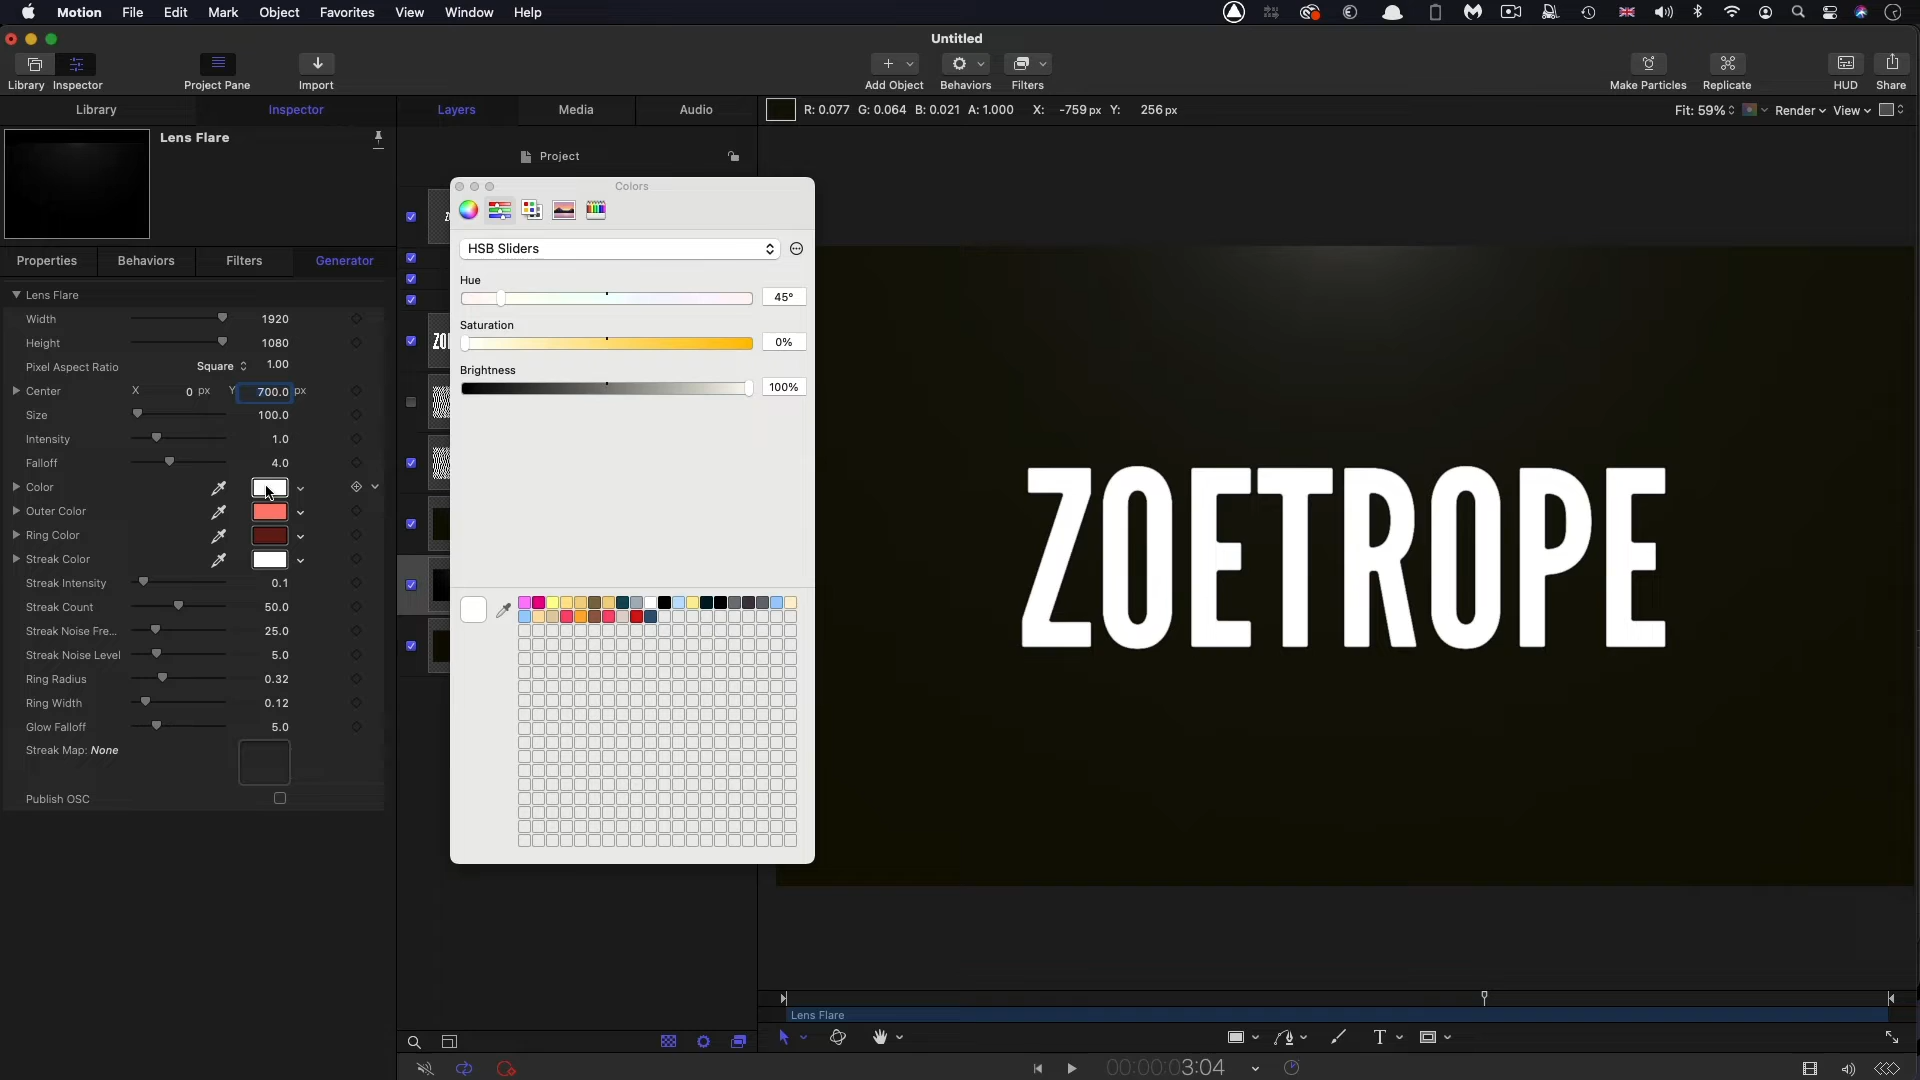 Motion File Edit Mark Object Favorites View Window Help
Untitled
Library Inspector Project Pane Import Add Object Behaviors Filters Make Particles Replicate HUD Share
Library Inspector Layers Media Audio R: 0.077 G: 0.064 B: 0.021 A: 1.000 X: -759 px Y: 256 px Fit: 59% Render View
Lens Flare
Project
Properties Behaviors Filters Generator
Lens Flare
Width 1920
Height 1080
Pixel Aspect Ratio Square 1.00
Center X 0 px Y 700.0 px
Size 100.0
Intensity 1.0
Falloff 4.0
Color
Outer Color
Ring Color
Streak Color
Streak Intensity 0.1
Streak Count 50.0
Streak Noise Fre... 25.0
Streak Noise Level 5.0
Ring Radius 0.32
Ring Width 0.12
Glow Falloff 5.0
Streak Map: None
Publish OSC
Colors
HSB Sliders
Hue
45°
Saturation
0%
Brightness
100%
ZOETROPE
Lens Flare
T
00:00:03:04